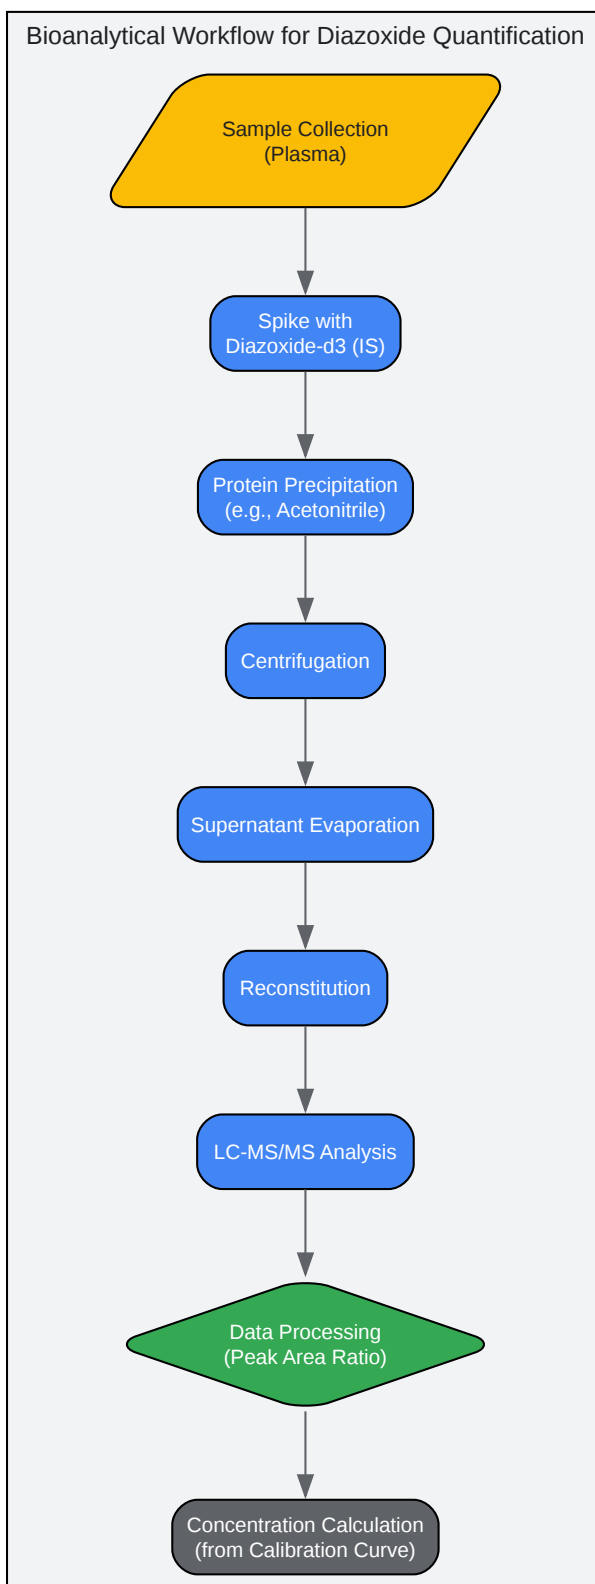 Bioanalytical Workflow for Diazoxide Quantification
Sample Collection
(Plasma)
Spike with
Diazoxide-d3 (IS)
Protein Precipitation
(e.g., Acetonitrile)
Centrifugation
Supernatant Evaporation
Reconstitution
LC-MS/MS Analysis
Data Processing
(Peak Area Ratio)
Concentration Calculation
(from Calibration Curve)